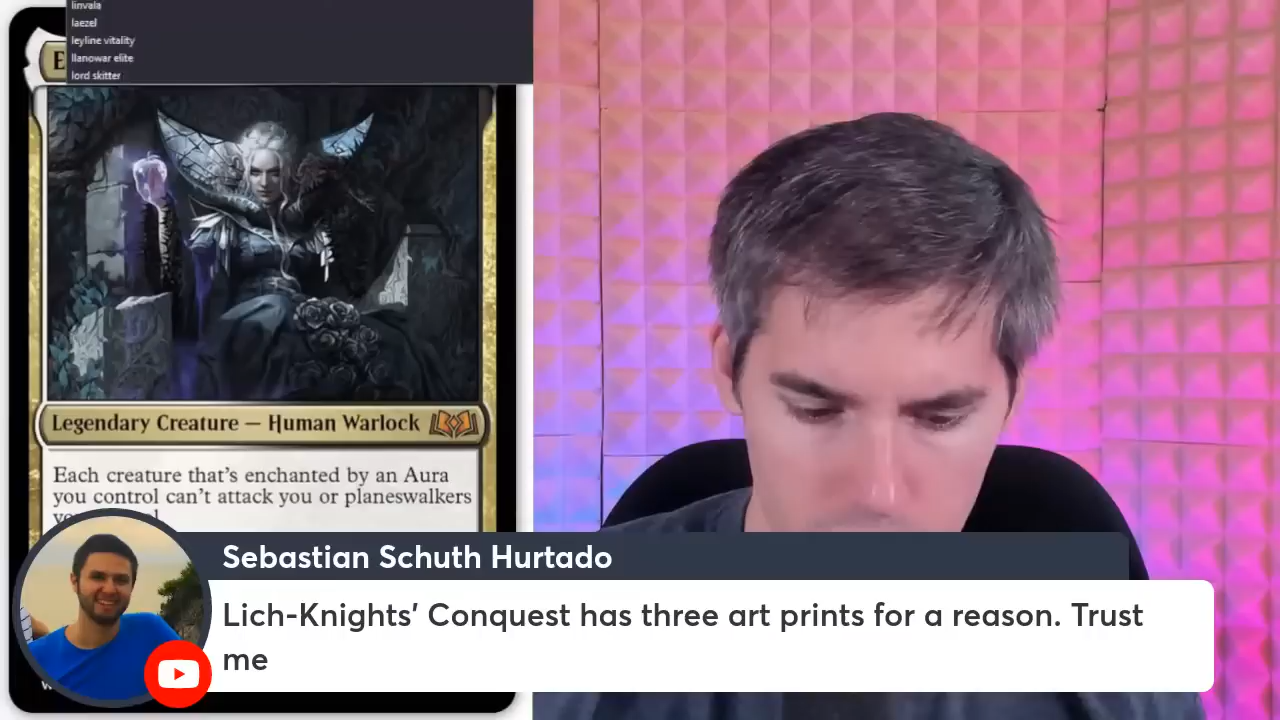 linvala
laezel
leyline vitality
llanowar elite
lord skitter
E
Legendary Creature — Human Warlock
Each creature that's enchanted by an Aura
you control can't attack you or planeswalkers
Sebastian Schuth Hurtado
Lich-Knights' Conquest has three art prints for a reason. Trust
me